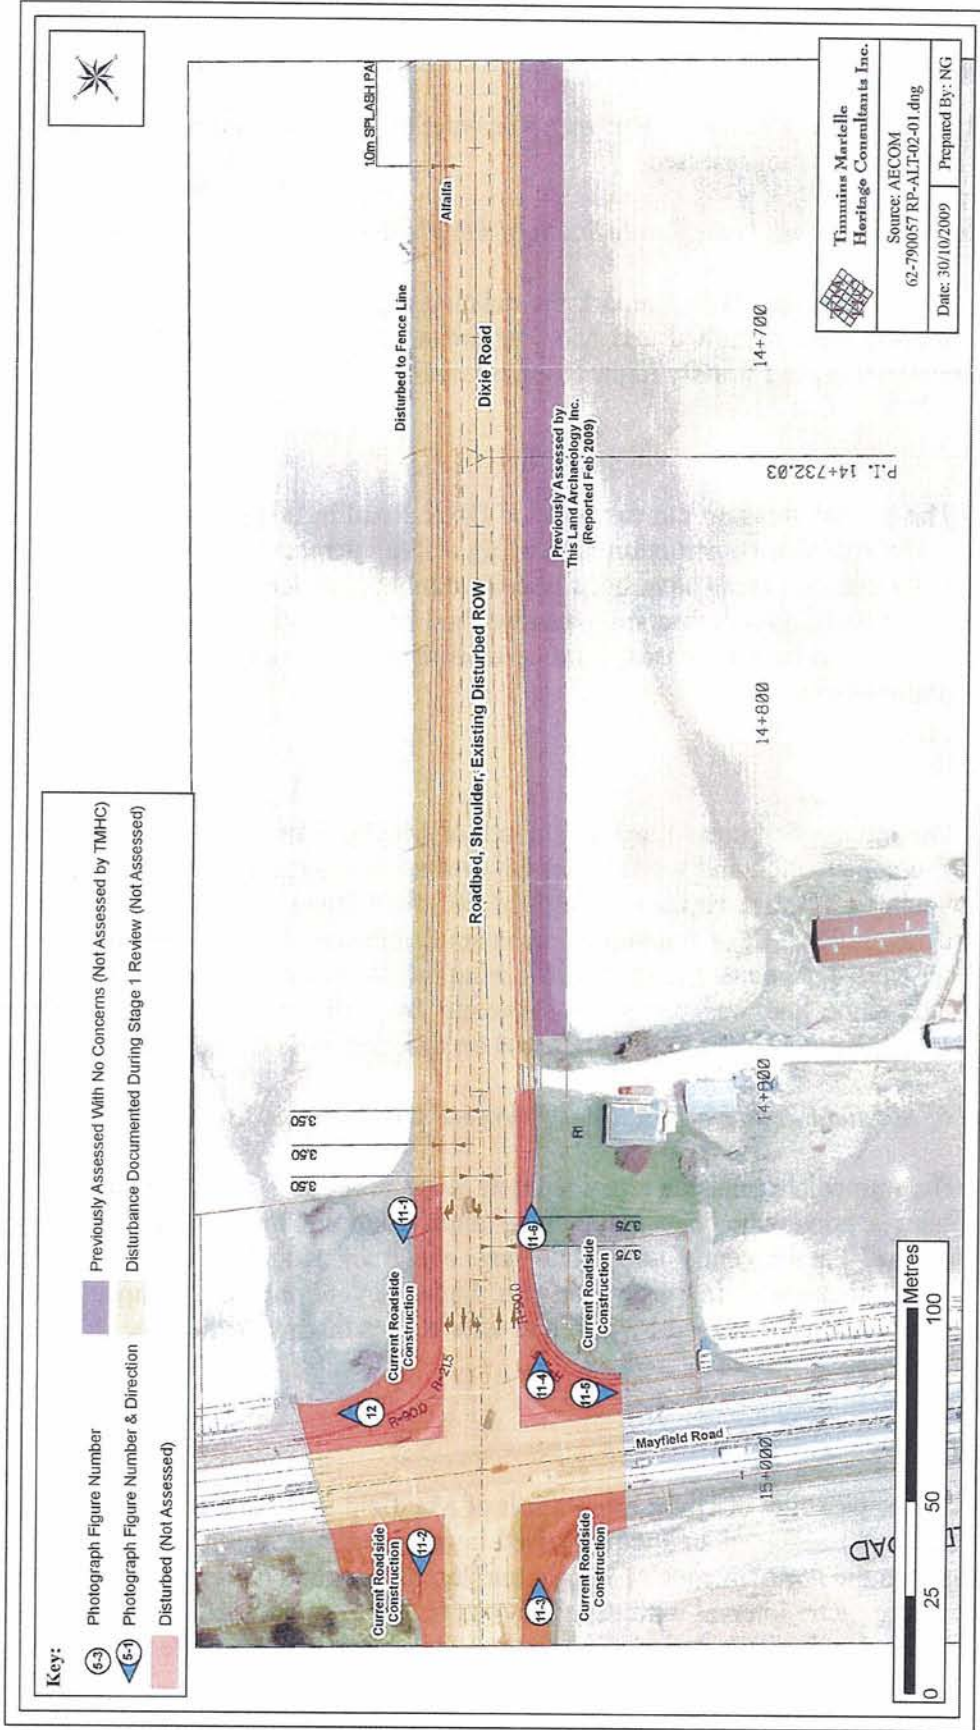 Key:
5-3 Photograph Figure Number
5-1 Photograph Figure Number & Direction
Disturbed (Not Assessed)
Previously Assessed With No Concerns (Not Assessed by TMHC)
Disturbance Documented During Stage 1 Review (Not Assessed)
10m SPLASH PA
Alfalfa
Disturbed to Fence Line
Dixie Road
Roadbed, Shoulder, Existing Disturbed ROW
Previously Assessed by
This Land Archaeology Inc.
(Reported Feb 2009)
P.I. 14+732.03
14+700
14+800
14+800
15+000
3.50
3.50
3.50
3.75
3.75
RI
11-1
Current Roadside
Construction
R=21.5
R=90.0
12
11-6
R=90.0
Current Roadside
Construction
11-4
11-5
Mayfield Road
Current Roadside
Construction
11-2
11-3
Current Roadside
Construction
0 25 50 100
Metres
Timmins Martelle
Heritage Consultants Inc.
Source: AECOM
62-790057 RP-ALT-02-01.dng
Date: 30/10/2009
Prepared By: NG